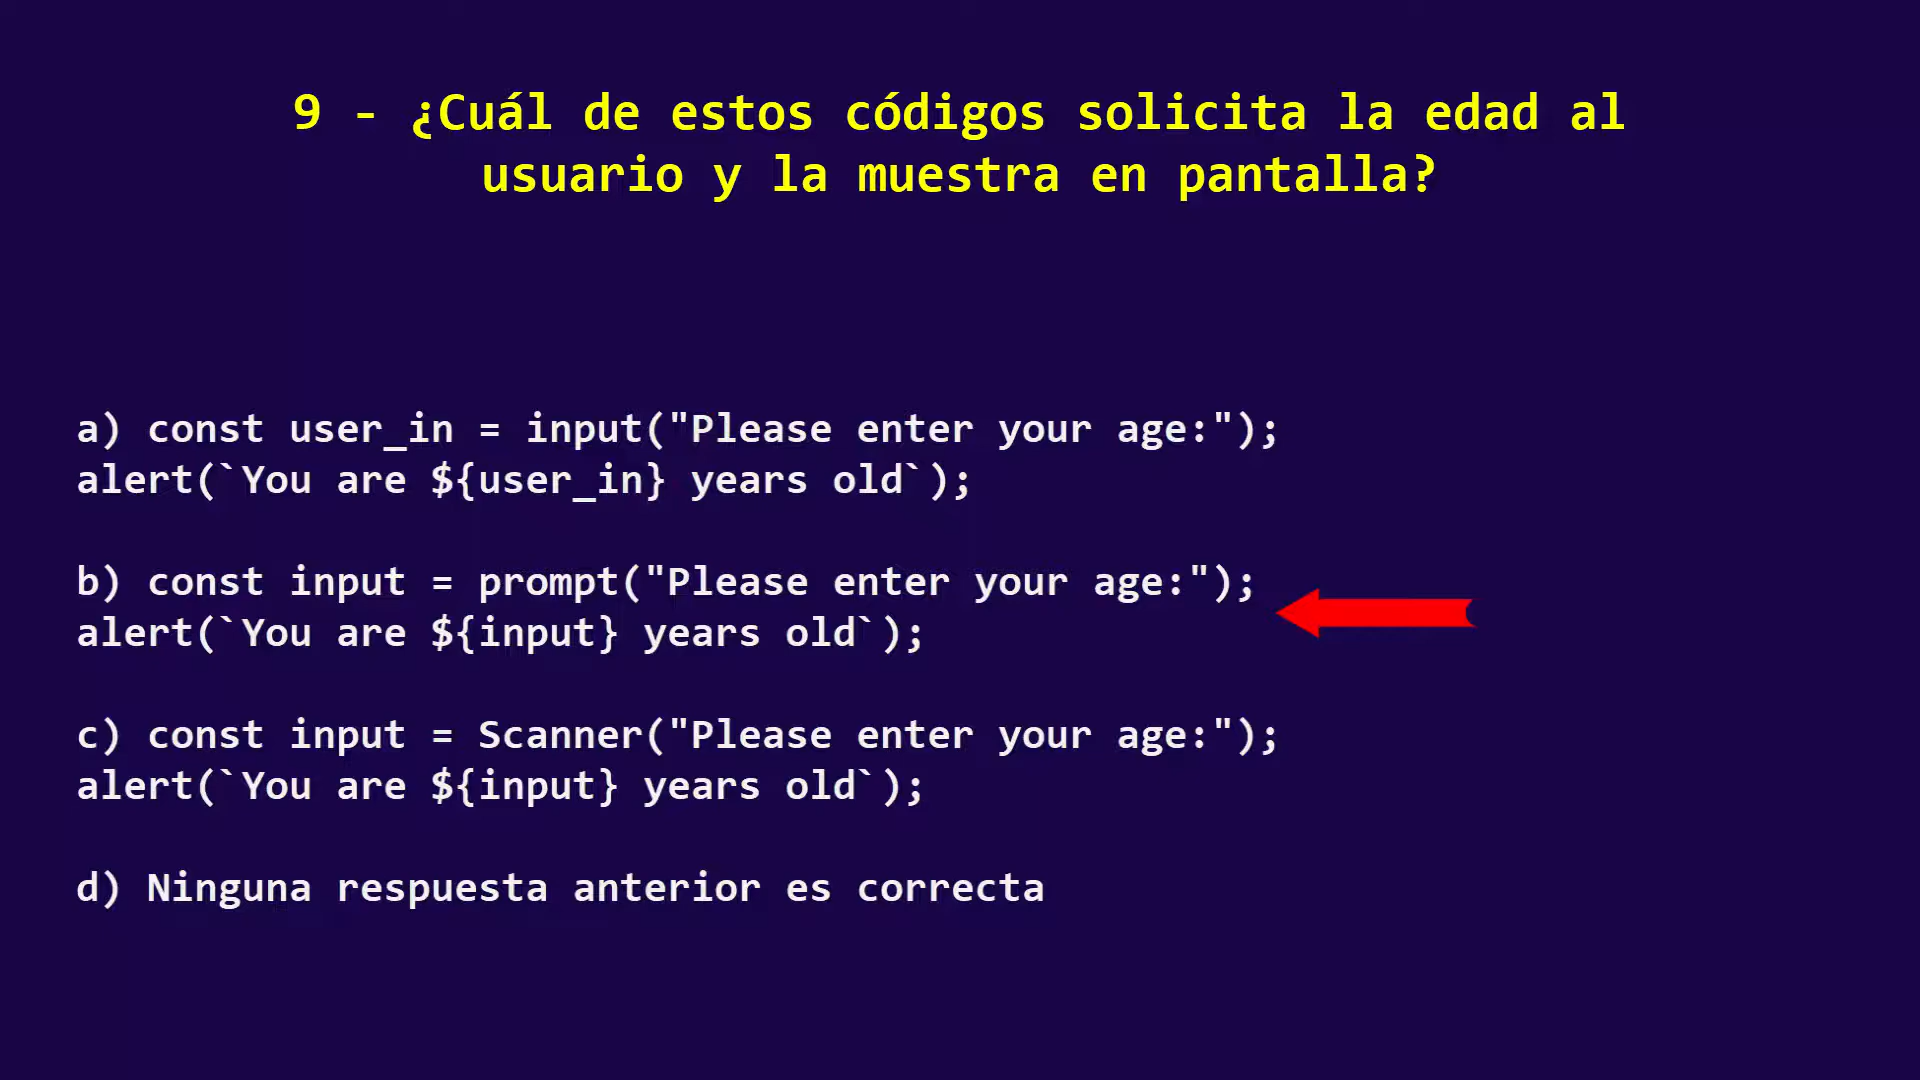 9 - ¿Cuál de estos códigos solicita la edad al
usuario y la muestra en pantalla?
a) const user_in = input("Please enter your age:");
alert(`You are ${user_in} years old`);
b) const input = prompt("Please enter your age:");
alert(`You are ${input} years old`);
c) const input = Scanner("Please enter your age:");
alert(`You are ${input} years old`);
d) Ninguna respuesta anterior es correcta